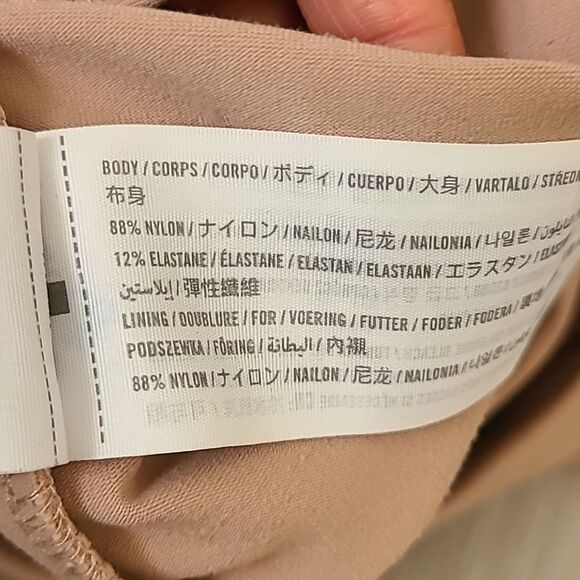 BODY / CORPS / CORPO / ボディ / CUERPO / 大身 / VARTALO /
布身
88% NYLON / ナイロン / NAILON / 尼龙 / NAILONIA / 나일론 /
12% ELASTANE / ÉLASTANE / ELASTAN / ELASTAAN / エラスタン /
إيلاستين / 彈性纖維
LINING / DOUBLURE / FOR / VOERING / FUTTER / FODER / FODERA /
PODSZEWKA / FÖRING / البطانة / 內襯
88% NYLON / ナイロン / NAILON / 尼龙 / NAILONIA / 나일론 /